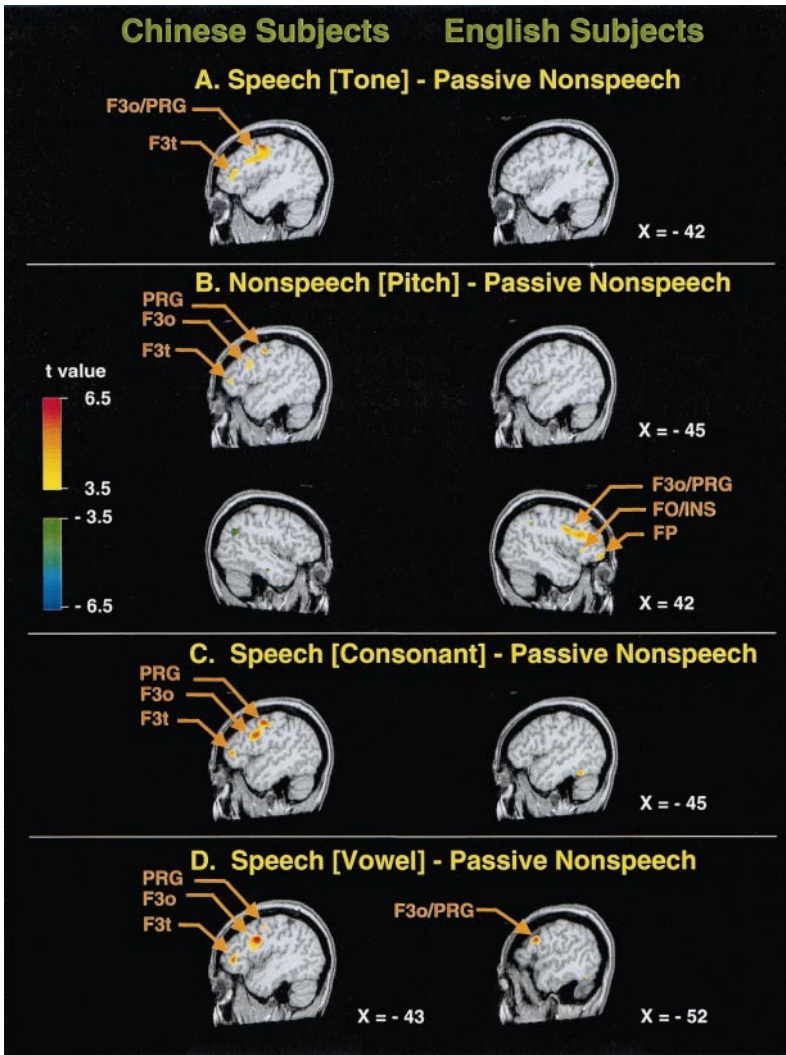 Chinese Subjects English Subjects
A. Speech [Tone] - Passive Nonspeech
F3o/PRG
F3t
X = - 42
B. Nonspeech [Pitch] - Passive Nonspeech
PRG
F3o
F3t
t value
6.5
3.5
- 3.5
- 6.5
X = - 45
F3o/PRG
FO/INS
FP
X = 42
C. Speech [Consonant] - Passive Nonspeech
PRG
F3o
F3t
X = - 45
D. Speech [Vowel] - Passive Nonspeech
PRG
F3o
F3t
F3o/PRG
X = - 43
X = - 52